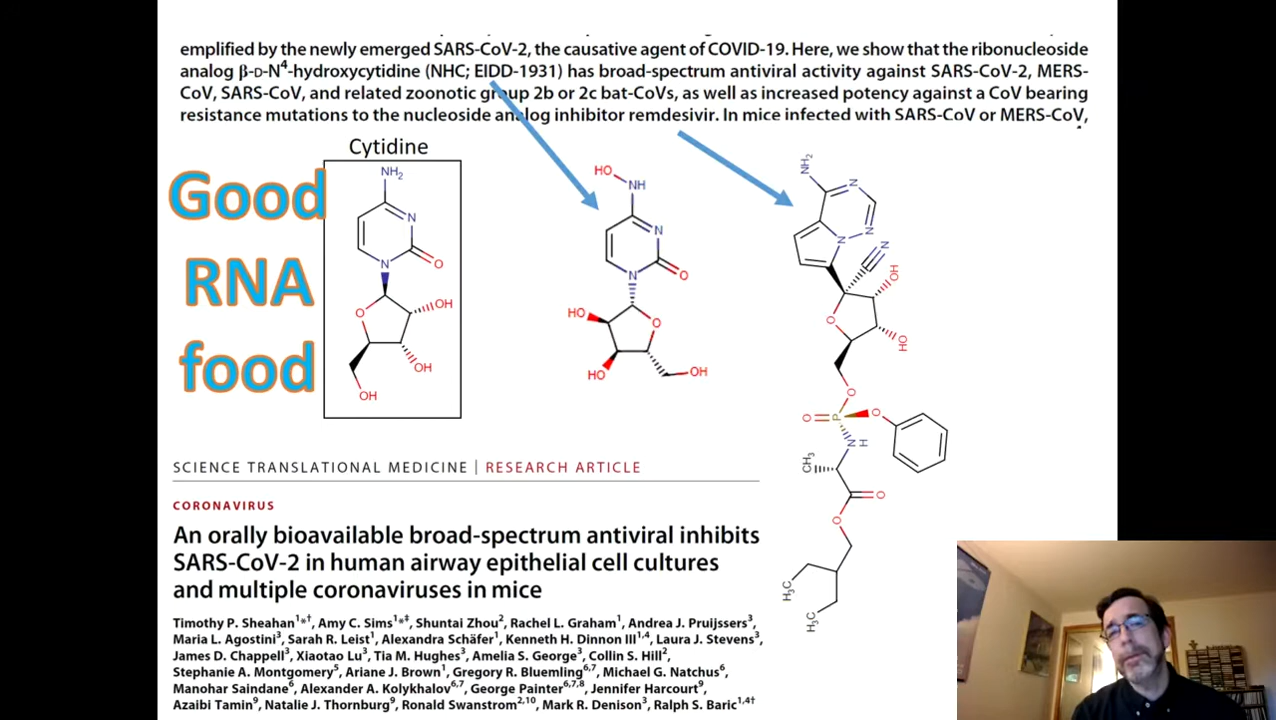 emplified by the newly emerged SARS-CoV-2, the causative agent of COVID-19. Here, we show that the ribonucleoside
analog β-D-N⁴-hydroxycytidine (NHC; EIDD-1931) has broad-spectrum antiviral activity against SARS-CoV-2, MERS-
CoV, SARS-CoV, and related zoonotic group 2b or 2c bat-CoVs, as well as increased potency against a CoV bearing
resistance mutations to the nucleoside analog inhibitor remdesivir. In mice infected with SARS-CoV or MERS-CoV,
Cytidine
Good
RNA
food
NH₂
N
N
O
O
OH
OH
OH
HO
NH
N
N
O
HO
O
HO
OH
NH₂
N
N
N
N
OH
O
HO
O
O
P
O
N
H
CH₃
O
O
H₃C
H₃C
SCIENCE TRANSLATIONAL MEDICINE | RESEARCH ARTICLE
CORONAVIRUS
An orally bioavailable broad-spectrum antiviral inhibits
SARS-CoV-2 in human airway epithelial cell cultures
and multiple coronaviruses in mice
Timothy P. Sheahan¹*†, Amy C. Sims¹*‡, Shuntai Zhou², Rachel L. Graham¹, Andrea J. Pruijssers³,
Maria L. Agostini³, Sarah R. Leist¹, Alexandra Schäfer¹, Kenneth H. Dinnon III¹,⁴, Laura J. Stevens³,
James D. Chappell³, Xiaotao Lu³, Tia M. Hughes³, Amelia S. George³, Collin S. Hill²,
Stephanie A. Montgomery⁵, Ariane J. Brown¹, Gregory R. Bluemling⁶,⁷, Michael G. Natchus⁶,
Manohar Saindane⁶, Alexander A. Kolykhalov⁶,⁷, George Painter⁶,⁷,⁸, Jennifer Harcourt⁹,
Azaibi Tamin⁹, Natalie J. Thornburg⁹, Ronald Swanstrom²,¹⁰, Mark R. Denison³, Ralph S. Baric¹,⁴†